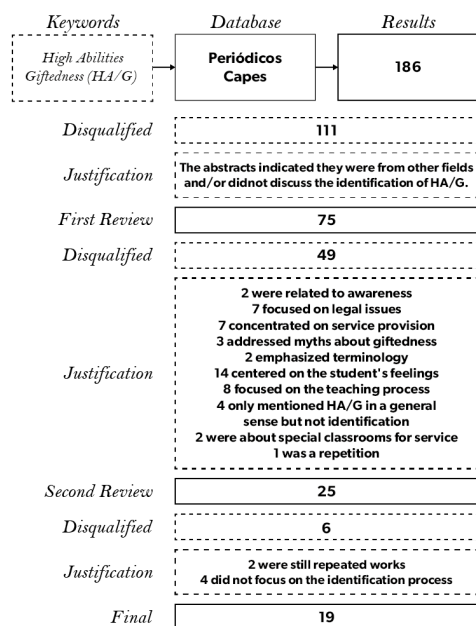 Keywords
Database
Results
High Abilities
Giftedness (HA/G)
Periódicos
Capes
186
Disqualified
111
Justification
The abstracts indicated they were from other fields
and/or didnot discuss the identification of HA/G.
First Review
75
Disqualified
49
Justification
2 were related to awareness
7 focused on legal issues
7 concentrated on service provision
3 addressed myths about giftedness
2 emphasized terminology
14 centered on the student's feelings
8 focused on the teaching process
4 only mentioned HA/G in a general
sense but not identification
2 were about special classrooms for service
1 was a repetition
Second Review
25
Disqualified
6
Justification
2 were still repeated works
4 did not focus on the identification process
Final
19